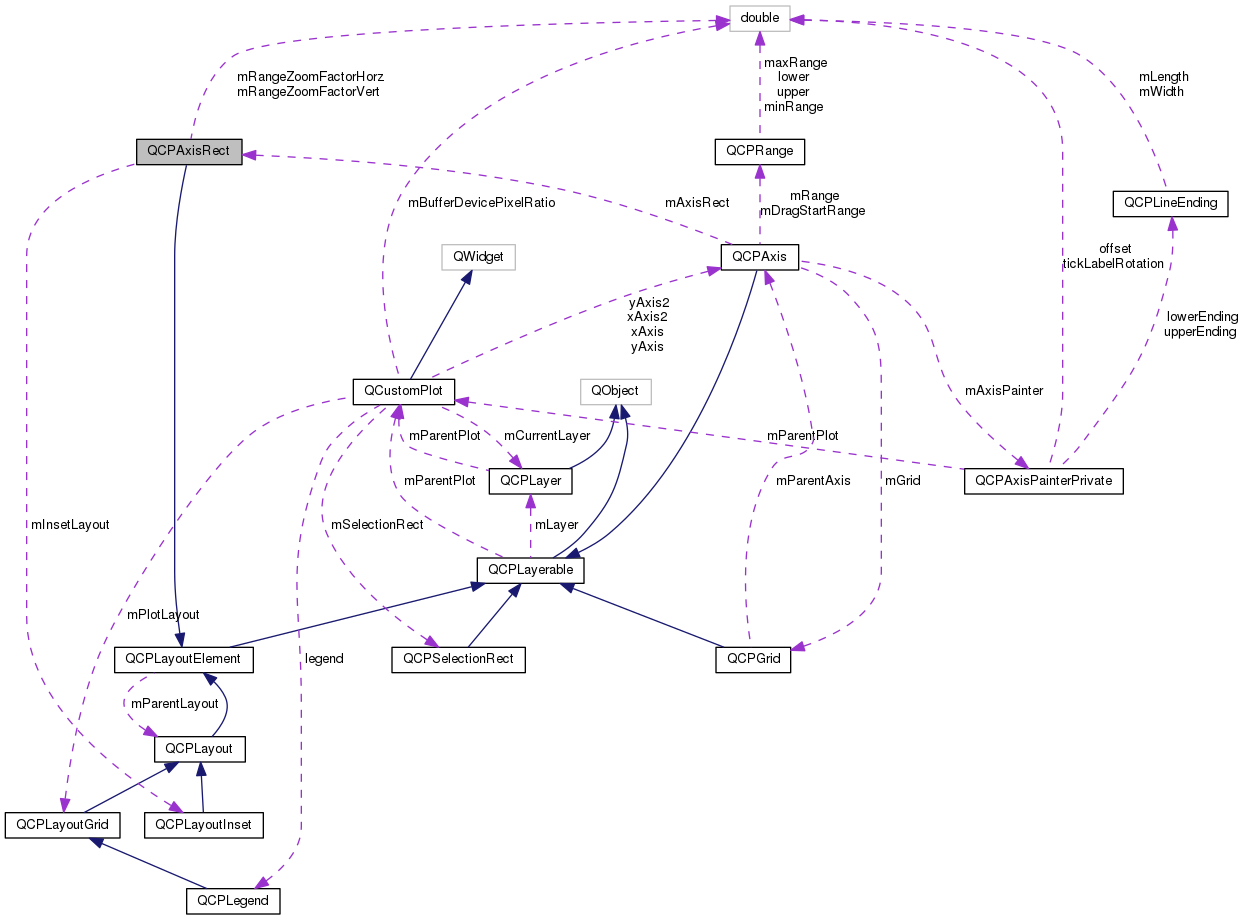 double
mRangeZoomFactorHorz
mRangeZoomFactorVert
maxRange
lower
upper
minRange
mLength
mWidth
QCPAxisRect
QCPRange
mBufferDevicePixelRatio
mAxisRect
mRange
mDragStartRange
QCPLineEnding
QWidget
QCPAxis
offset
tickLabelRotation
yAxis2
xAxis2
xAxis
yAxis
lowerEnding
upperEnding
QCustomPlot
QObject
mAxisPainter
mParentPlot
mCurrentLayer
mParentPlot
mParentPlot
QCPLayer
mParentAxis
mGrid
QCPAxisPainterPrivate
mInsetLayout
mSelectionRect
mLayer
QCPLayerable
mPlotLayout
QCPLayoutElement
legend
QCPSelectionRect
QCPGrid
mParentLayout
QCPLayout
QCPLayoutGrid
QCPLayoutInset
QCPLegend